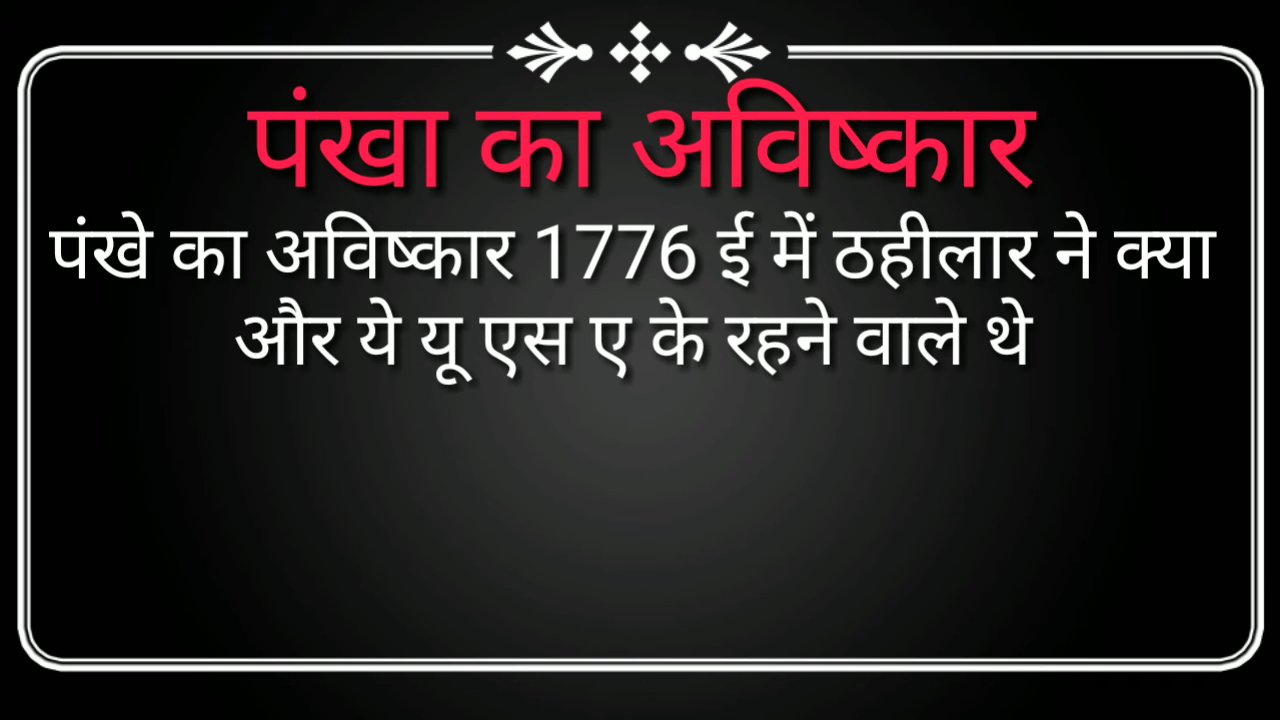 पंखा का अविष्कार
पंखे का अविष्कार 1776 ई में ठहीलार ने क्या
और ये यू एस ए के रहने वाले थे